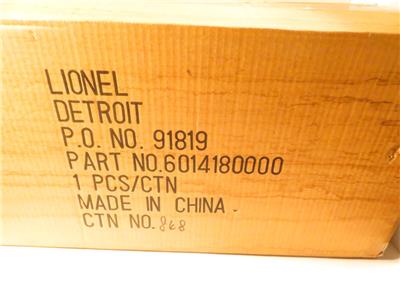 LIONEL
DETROIT
P.O. NO. 91819
PART NO.6014180000
1 PCS/CTN
MADE IN CHINA.
CTN NO.868